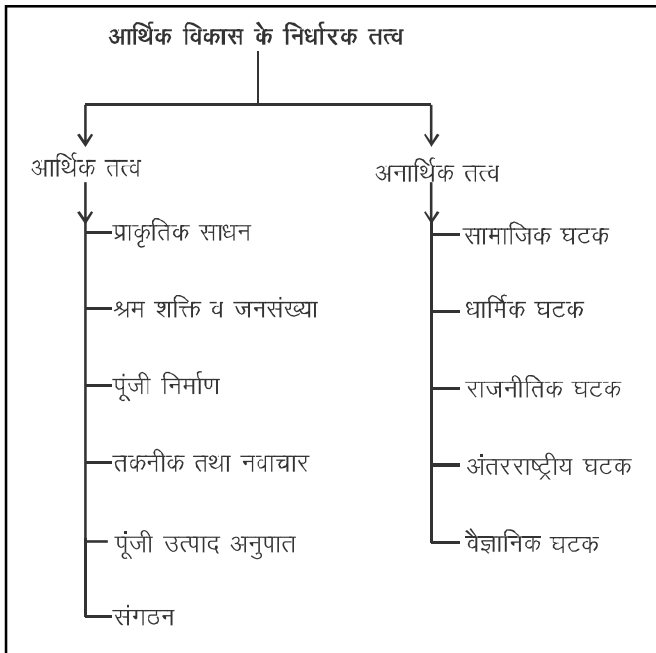 आर्थिक विकास के निर्धारक तत्व
आर्थिक तत्व
प्राकृतिक साधन
श्रम शक्ति व जनसंख्या
पूंजी निर्माण
तकनीक तथा नवाचार
पूंजी उत्पाद अनुपात
संगठन
अनार्थिक तत्व
सामाजिक घटक
धार्मिक घटक
राजनीतिक घटक
अंतरराष्ट्रीय घटक
वैज्ञानिक घटक